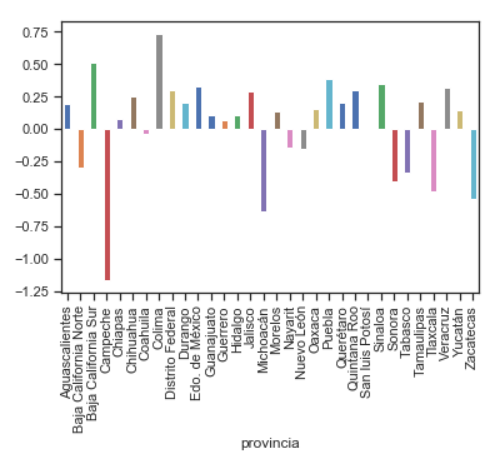 0.75
0.50
0.25
0.00
−0.25
−0.50
−0.75
−1.00
−1.25
Aguascalientes
Baja California Norte
Baja California Sur
Campeche
Chiapas
Chihuahua
Coahuila
Colima
Distrito Federal
Durango
Edo. de México
Guanajuato
Guerrero
Hidalgo
Jalisco
Michoacán
Morelos
Nayarit
Nuevo León
Oaxaca
Puebla
Querétaro
Quintana Roo
San luis Potosí
Sinaloa
Sonora
Tabasco
Tamaulipas
Tlaxcala
Veracruz
Yucatán
Zacatecas
provincia